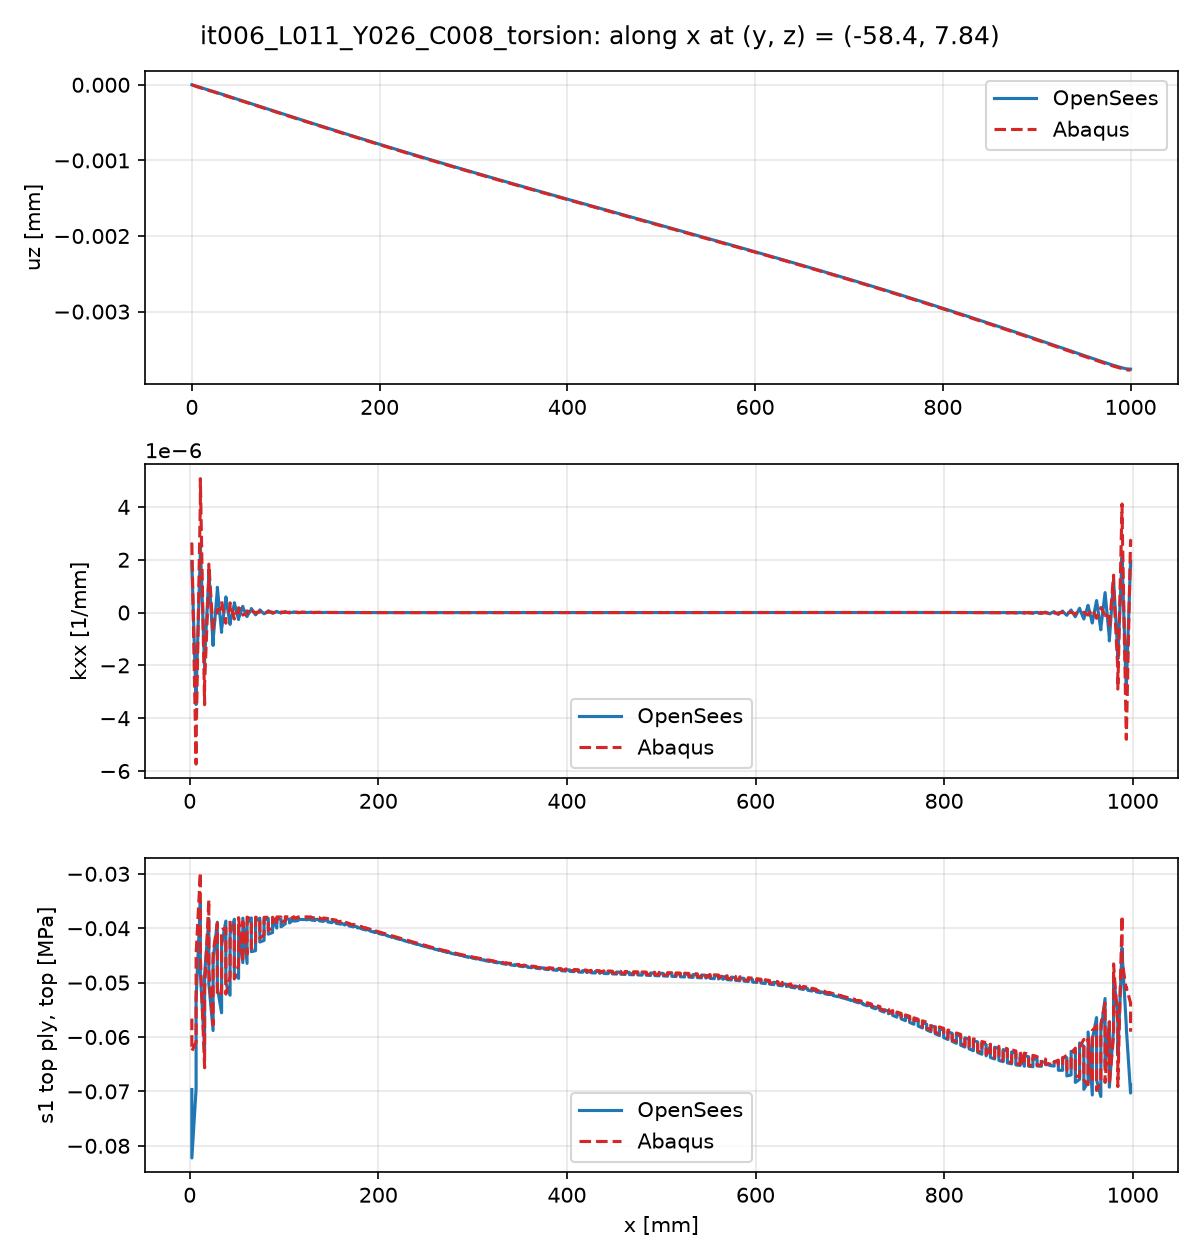 it006_L011_Y026_C008_torsion: along x at (y, z) = (-58.4, 7.84)
0.000
−0.001
−0.002
−0.003
uz [mm]
OpenSees
Abaqus
0 200 400 600 800 1000
1e−6
4
2
0
−2
−4
−6
kxx [1/mm]
OpenSees
Abaqus
0 200 400 600 800 1000
−0.03
−0.04
−0.05
−0.06
−0.07
−0.08
s1 top ply, top [MPa]
OpenSees
Abaqus
0 200 400 600 800 1000
x [mm]